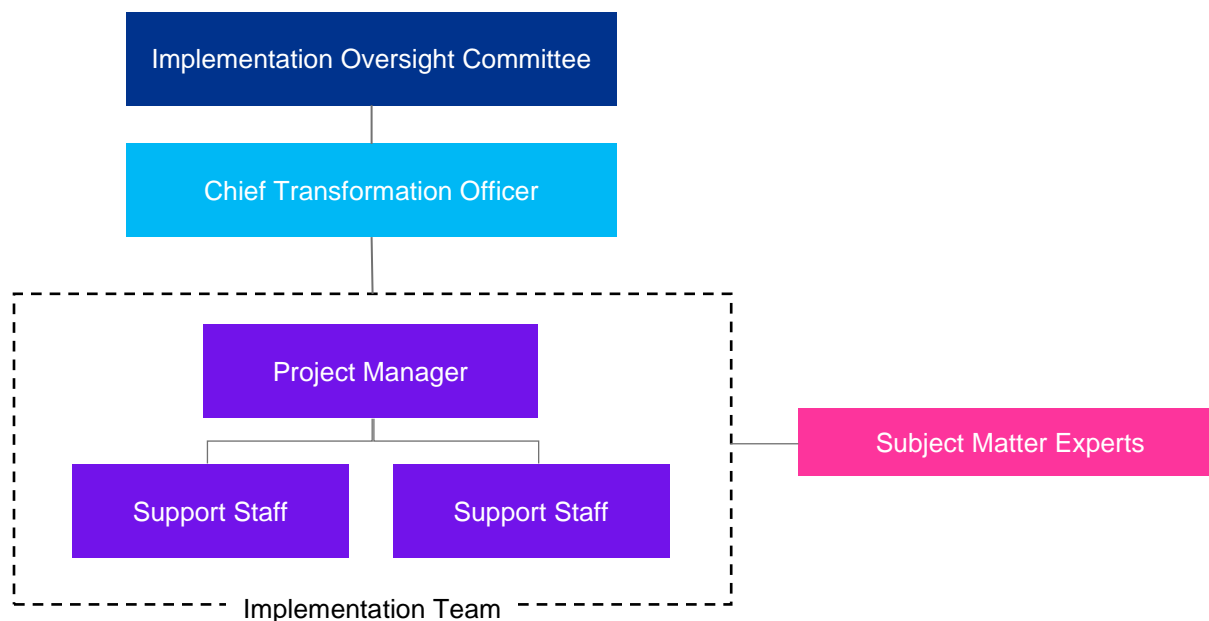 Implementation Oversight Committee
Chief Transformation Officer
Project Manager
Subject Matter Experts
Support Staff
Support Staff
Implementation Team